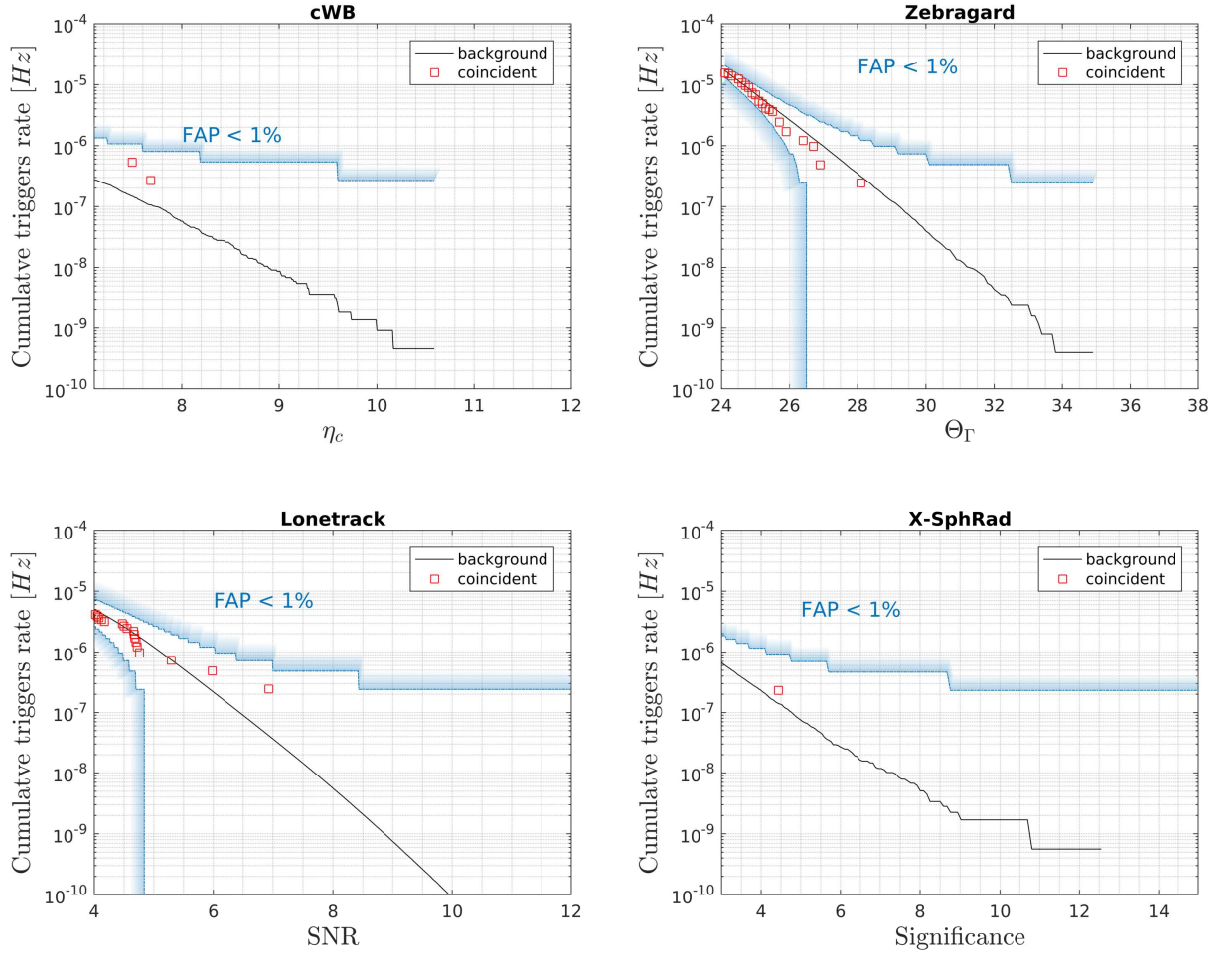 cWB
Cumulatve triggers rate [Hz]
10-4
10-5
10-6
10-7
10-8
10-9
10-10
FAP < 1%
background
coincident
8 9 10 11 12
ηc
Zebragard
Cumulatve triggers rate [Hz]
10-4
10-5
10-6
10-7
10-8
10-9
10-10
FAP < 1%
background
coincident
24 26 28 30 32 34 36 38
ΘΓ
Lonetrack
Cumulatve triggers rate [Hz]
10-4
10-5
10-6
10-7
10-8
10-9
10-10
FAP < 1%
background
coincident
4 6 8 10 12
SNR
X-SphRad
Cumulatve triggers rate [Hz]
10-4
10-5
10-6
10-7
10-8
10-9
10-10
FAP < 1%
background
coincident
4 6 8 10 12 14
Significance